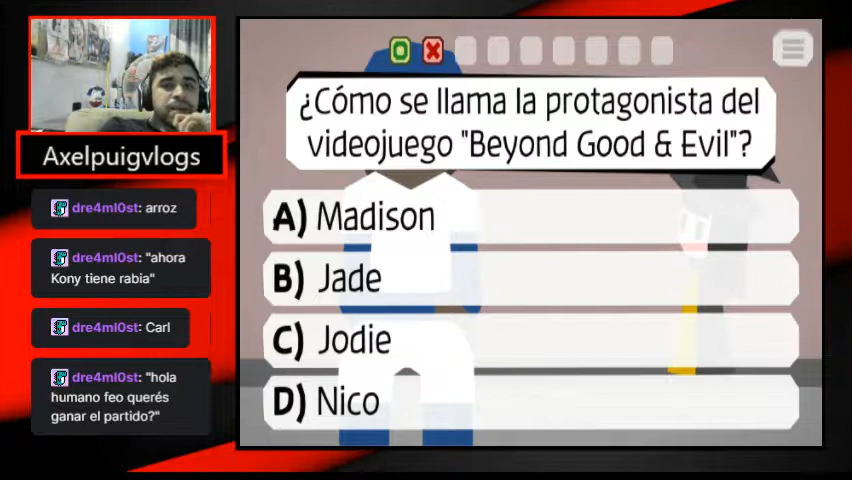 ¿Cómo se llama la protagonista del
videojuego "Beyond Good & Evil"?
A) Madison
B) Jade
C) Jodie
D) Nico
Axelpuigvlogs
dre4ml0st: arroz
dre4ml0st: "ahora
Kony tiene rabia"
dre4ml0st: Carl
dre4ml0st: "hola
humano feo querés
ganar el partido?"